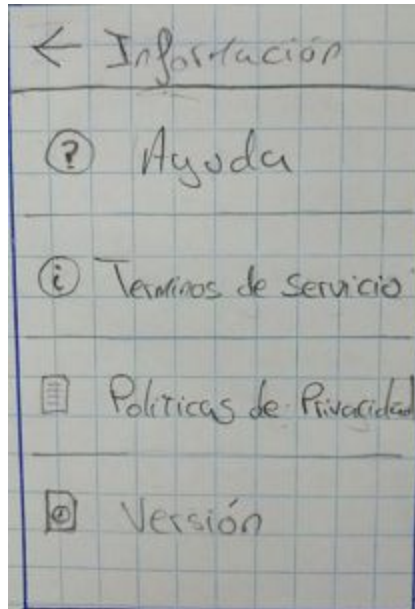 ← Información
? Ayuda
i Terminos de servicio
Politicas de Privacidad
Versión